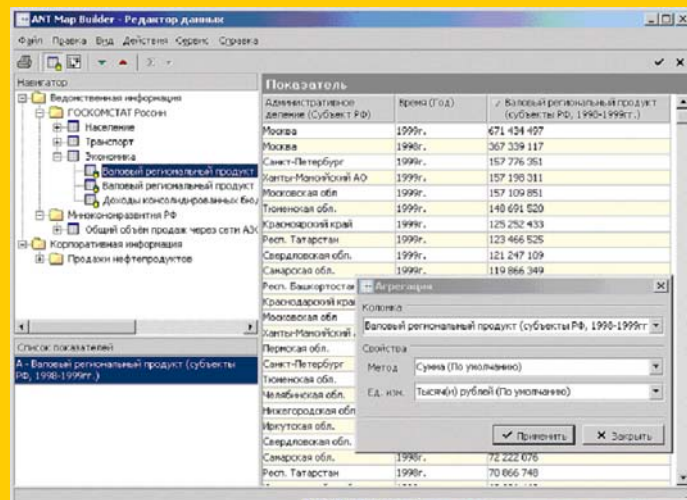 ANT Map Builder - Редактор данных
Файл Правка Вид Действия Сервис Справка
Навигатор
Ведомственная информация
ГОСКОМСТАТ России
Население
Транспорт
Экономика
Валовый региональный продукт
Валовый региональный продукт
Доходы консолидированных бюд
Минэкономразвития РФ
Общий объём продаж через сети АЗС
Корпоративная информация
Продажи нефтепродуктов
Список показателей
A - Валовый региональный продукт (субъекты
РФ, 1998-1999гг.)
Показатель
Административное
деление (Субъект РФ)
Время (Год)
Валовый региональный продукт
(субъекты РФ, 1998-1999гг.)
Москва 1999г. 671 434 497
Москва 1998г. 367 339 117
Санкт-Петербург 1999г. 157 776 351
Ханты-Мансийский АО 1999г. 157 198 311
Московская обл 1999г. 157 109 851
Тюменская обл. 1999г. 148 691 520
Красноярский край 1999г. 125 252 433
Респ. Татарстан 1999г. 123 466 525
Свердловская обл. 1999г. 121 247 109
Самарская обл. 1999г. 119 866 349
Респ. Башкортостан
Краснодарский край
Московская обл
Ханты-Мансийский
Пермская обл.
Санкт-Петербург
Тюменская обл.
Челябинская обл.
Нижегородская обл
Иркутская обл.
Свердловская обл.
Самарская обл. 1998г. 72 222 076
Респ. Татарстан 1998г. 70 866 748
Агрегация
Колонка
Валовый региональный продукт (субъекты РФ, 1998-1999гг
Свойства
Метод Сумма (По умолчанию)
Ед. изм. Тысяч(и) рублей (По умолчанию)
Применить Закрыть